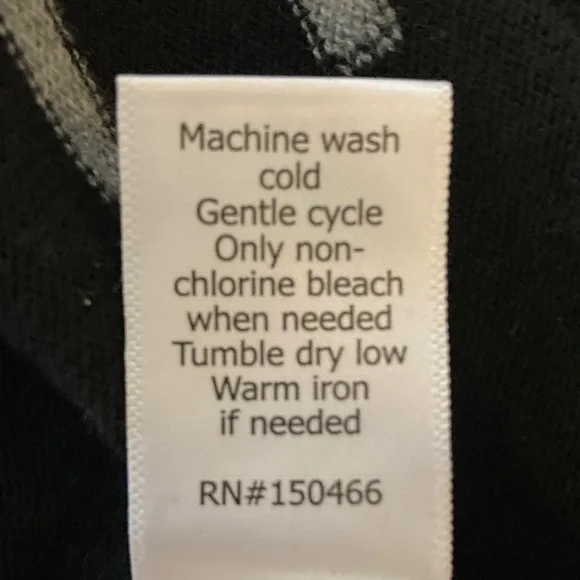 Machine wash
cold
Gentle cycle
Only non-
chlorine bleach
when needed
Tumble dry low
Warm iron
if needed
RN#150466